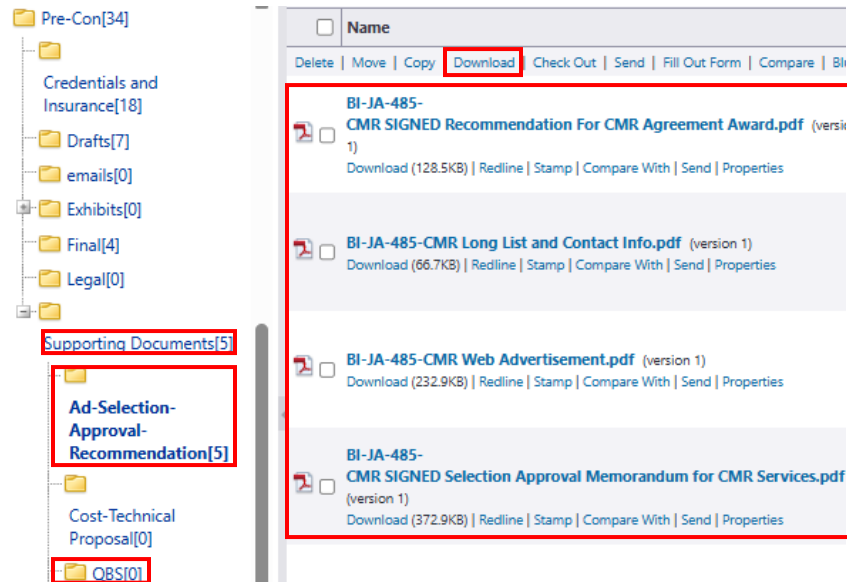 Pre-Con[34]
Credentials and
Insurance[18]
Drafts[7]
emails[0]
Exhibits[0]
Final[4]
Legal[0]
Supporting Documents[5]
Ad-Selection-
Approval-
Recommendation[5]
Cost-Technical
Proposal[0]
QBS[0]
Name
Delete | Move | Copy | Download | Check Out | Send | Fill Out Form | Compare |
BI-JA-485-
CMR SIGNED Recommendation For CMR Agreement Award.pdf (versi
1)
Download (128.5KB) | Redline | Stamp | Compare With | Send | Properties
BI-JA-485-CMR Long List and Contact Info.pdf (version 1)
Download (66.7KB) | Redline | Stamp | Compare With | Send | Properties
BI-JA-485-CMR Web Advertisement.pdf (version 1)
Download (232.9KB) | Redline | Stamp | Compare With | Send | Properties
BI-JA-485-
CMR SIGNED Selection Approval Memorandum for CMR Services.pdf
(version 1)
Download (372.9KB) | Redline | Stamp | Compare With | Send | Properties